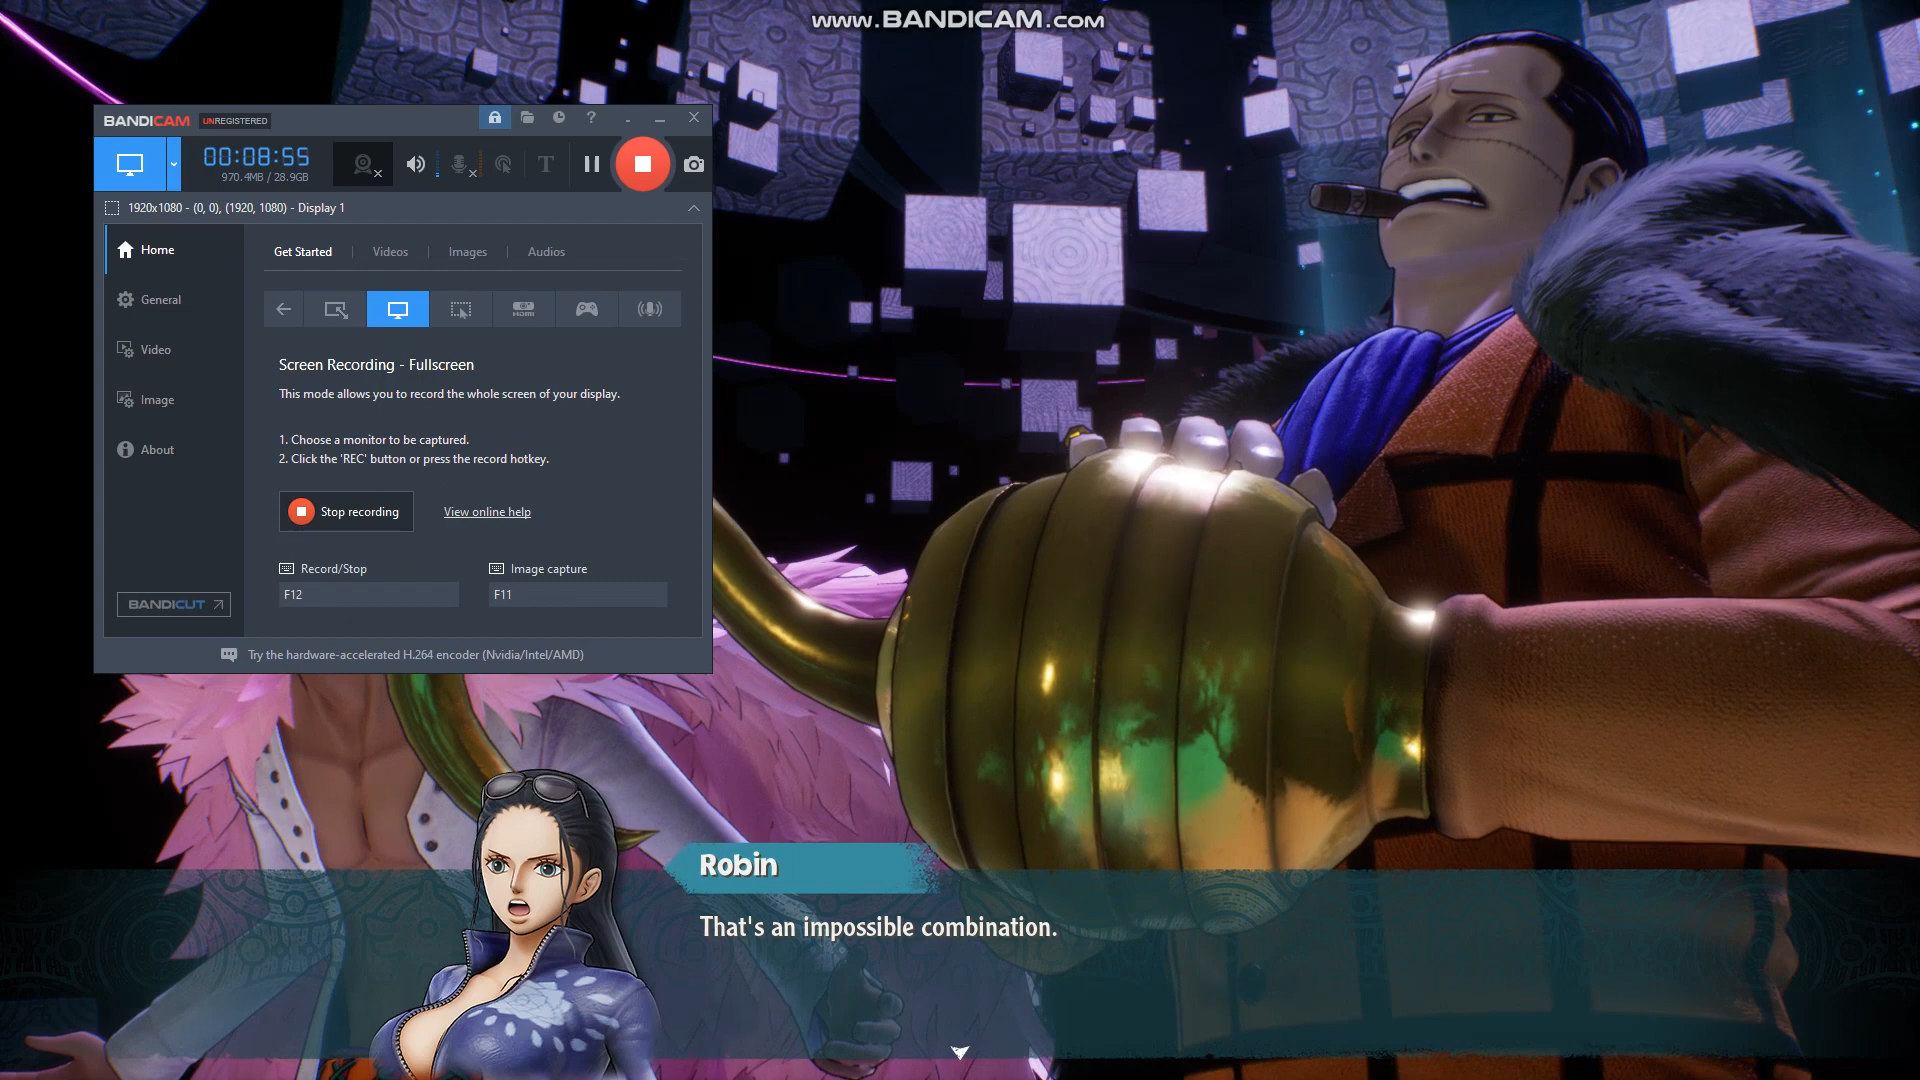 www.BANDICAM.com
BANDICAM UNREGISTERED
?
00:08:55
970.4MB / 28.9GB
T
1920x1080 - (0, 0), (1920, 1080) - Display 1
Home
Get Started | Videos | Images | Audios
General
HDMI
Video
Screen Recording - Fullscreen
This mode allows you to record the whole screen of your display.
Image
1. Choose a monitor to be captured.
About
2. Click the 'REC' button or press the record hotkey.
Stop recording
View online help
Record/Stop
Image capture
F12
F11
BANDICUT
Try the hardware-accelerated H.264 encoder (Nvidia/Intel/AMD)
Robin
That's an impossible combination.